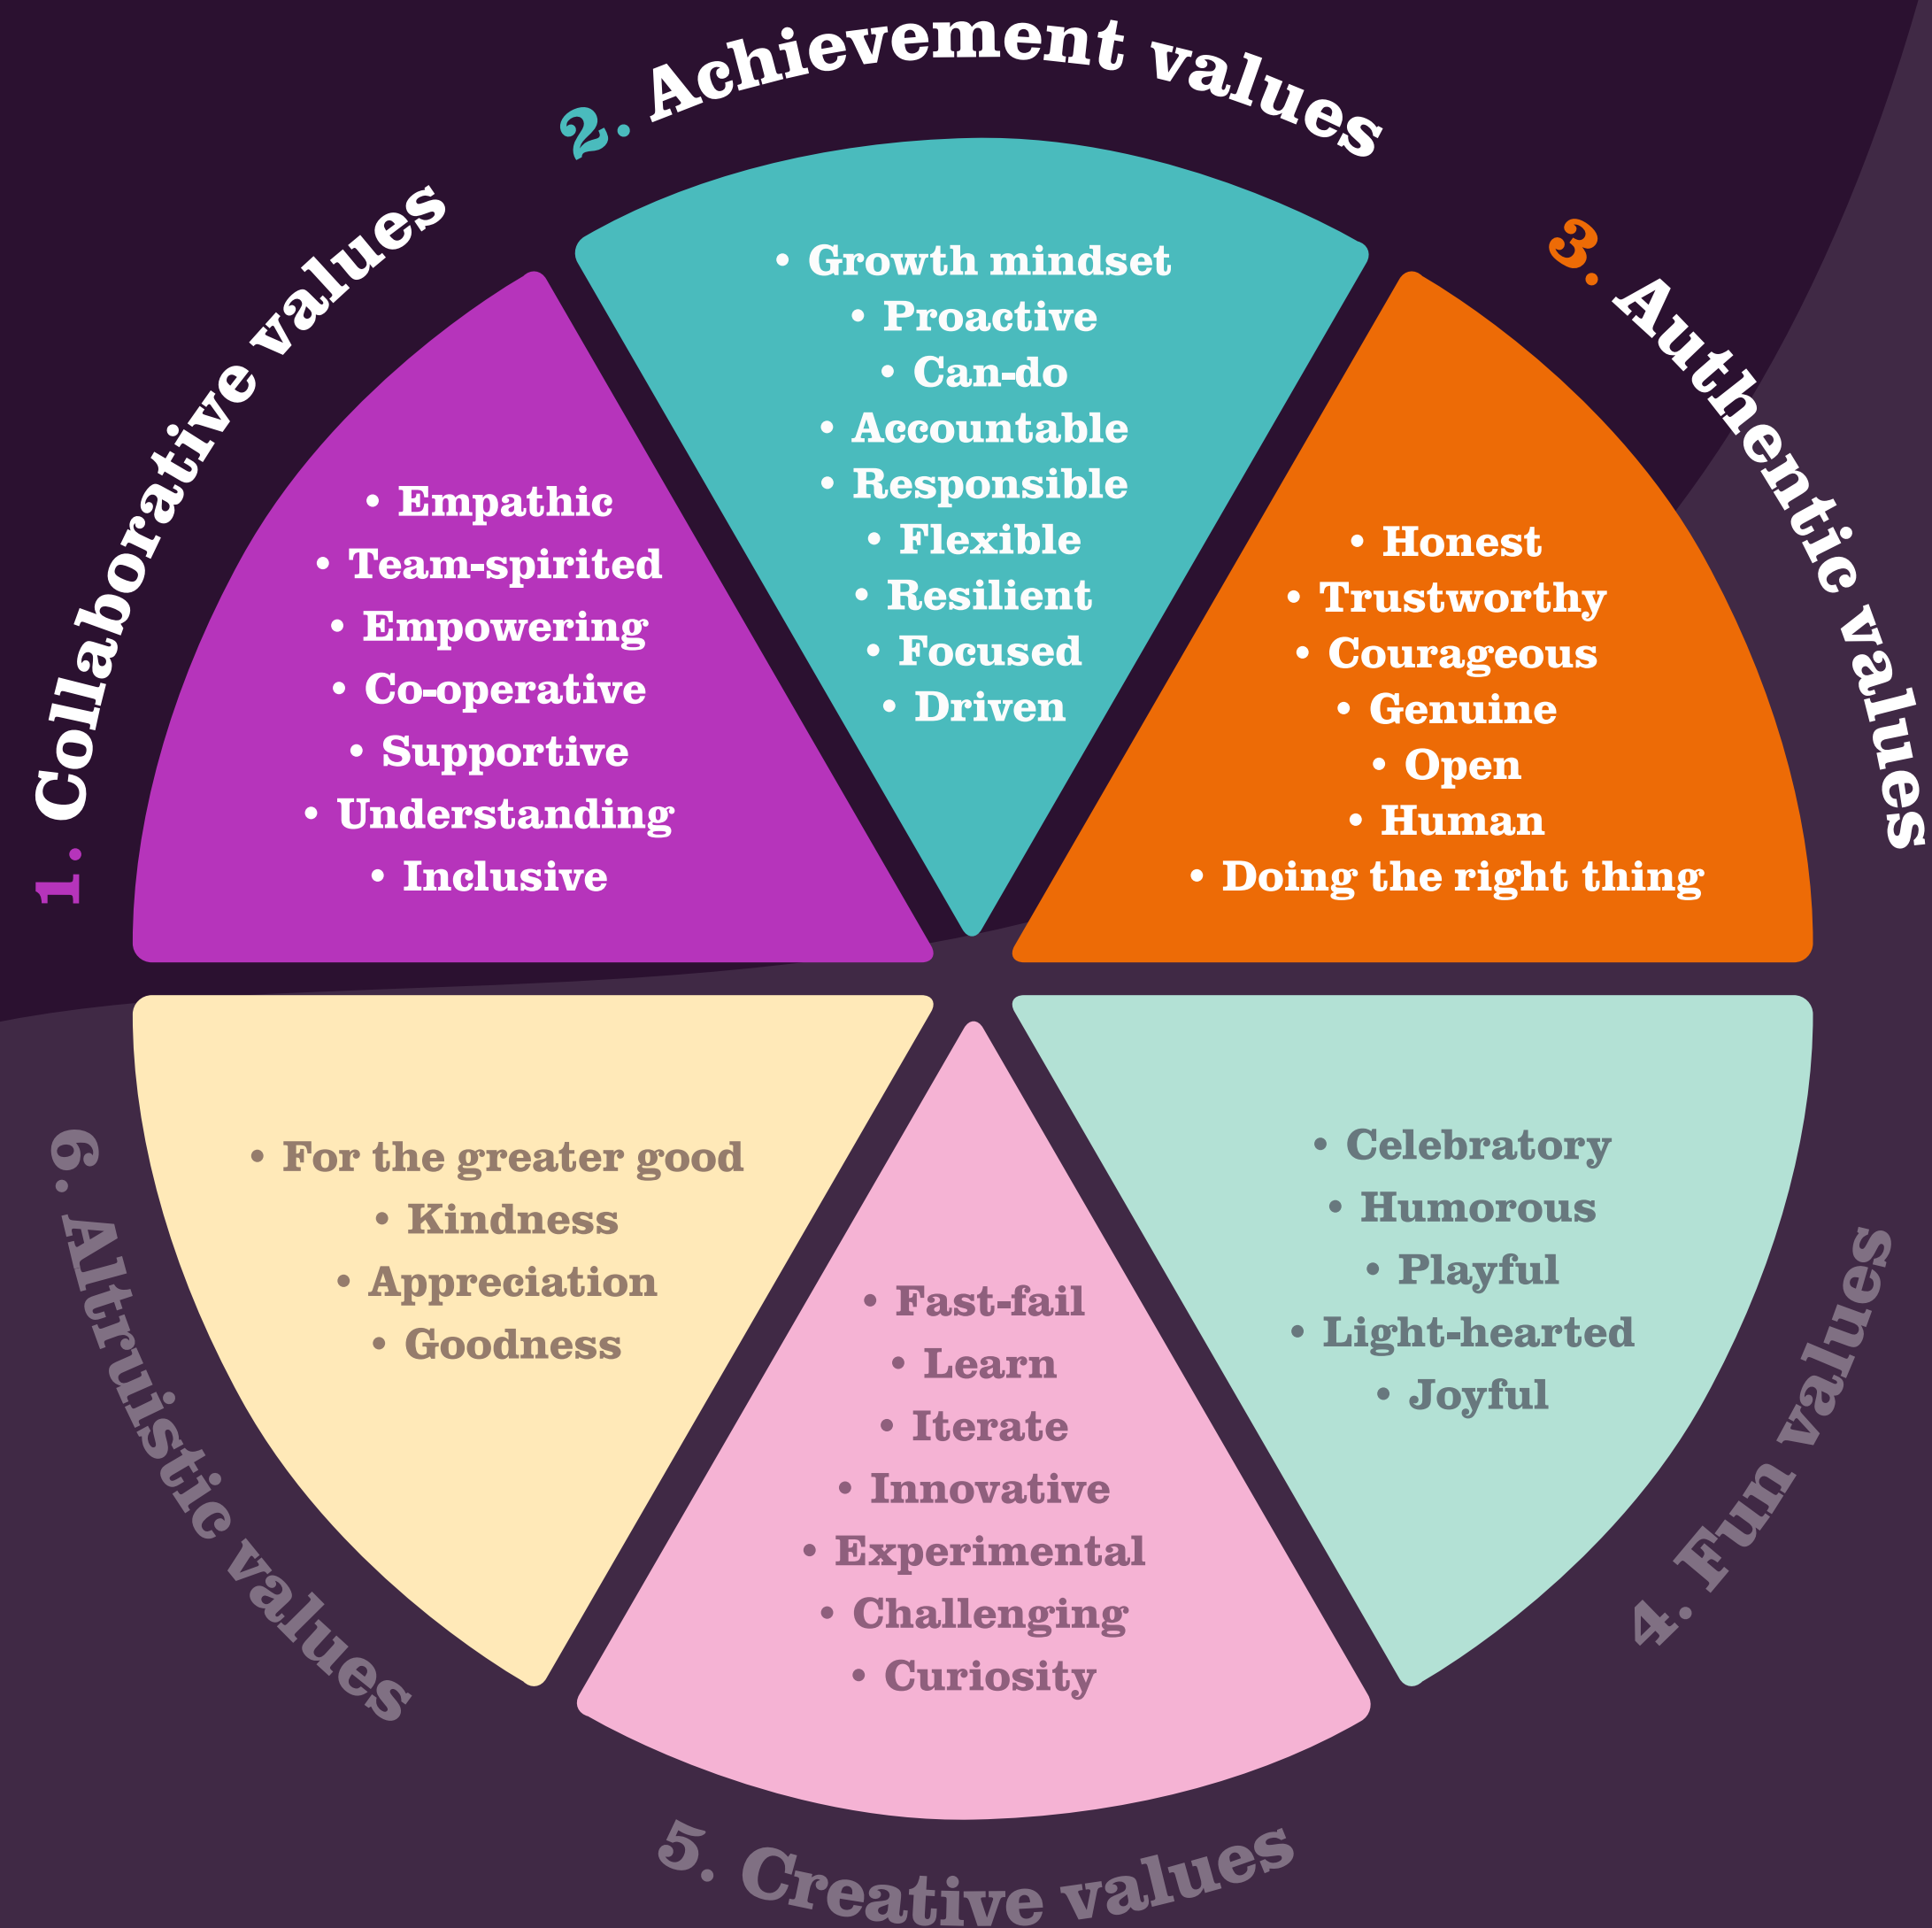 1. Collaborative values
• Empathic
• Team-spirited
• Empowering
• Co-operative
• Supportive
• Understanding
• Inclusive
2. Achievement values
• Growth mindset
• Proactive
• Can-do
• Accountable
• Responsible
• Flexible
• Resilient
• Focused
• Driven
3. Authentic values
• Honest
• Trustworthy
• Courageous
• Genuine
• Open
• Human
• Doing the right thing
4. Fun values
• Celebratory
• Humorous
• Playful
• Light-hearted
• Joyful
5. Creative values
• Fast-fail
• Learn
• Iterate
• Innovative
• Experimental
• Challenging
• Curiosity
6. Altruistic values
• For the greater good
• Kindness
• Appreciation
• Goodness